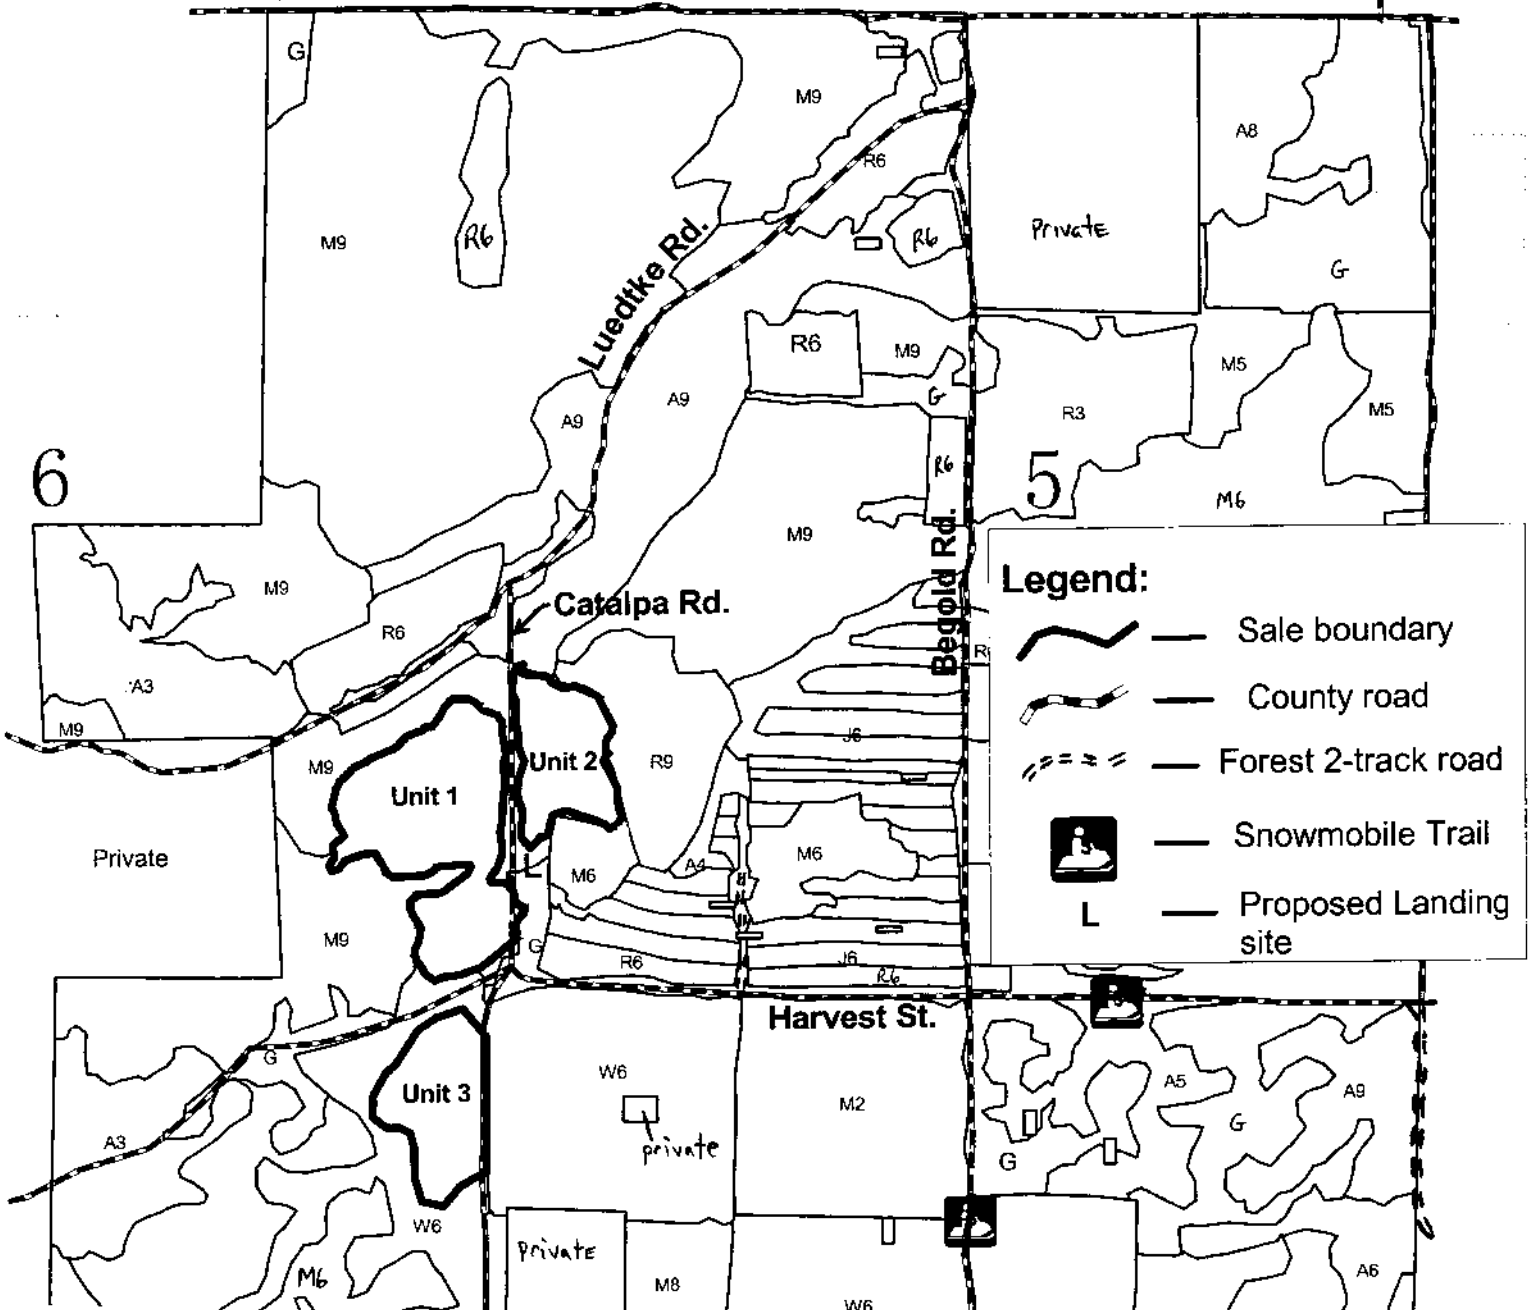 G
M9
A8
R6
M9
R6
R6
Private
G
Luedtke Rd.
R6
M9
M5
A9
A9
G
R3
M5
6
R6
5
M6
M9
M9
Begold Rd.
Legend:
Catalpa Rd.
R6
Sale boundary
R
A3
County road
M9
J6
M9
Unit 2
R9
Forest 2-track road
Unit 1
Snowmobile Trail
Private
M6
A4
M6
L
L
Proposed Landing
site
M9
G
R6
J6
R6
Harvest St.
G
W6
A5
A9
Unit 3
M2
G
A3
private
G
W6
Private
M6
M8
A6
W6